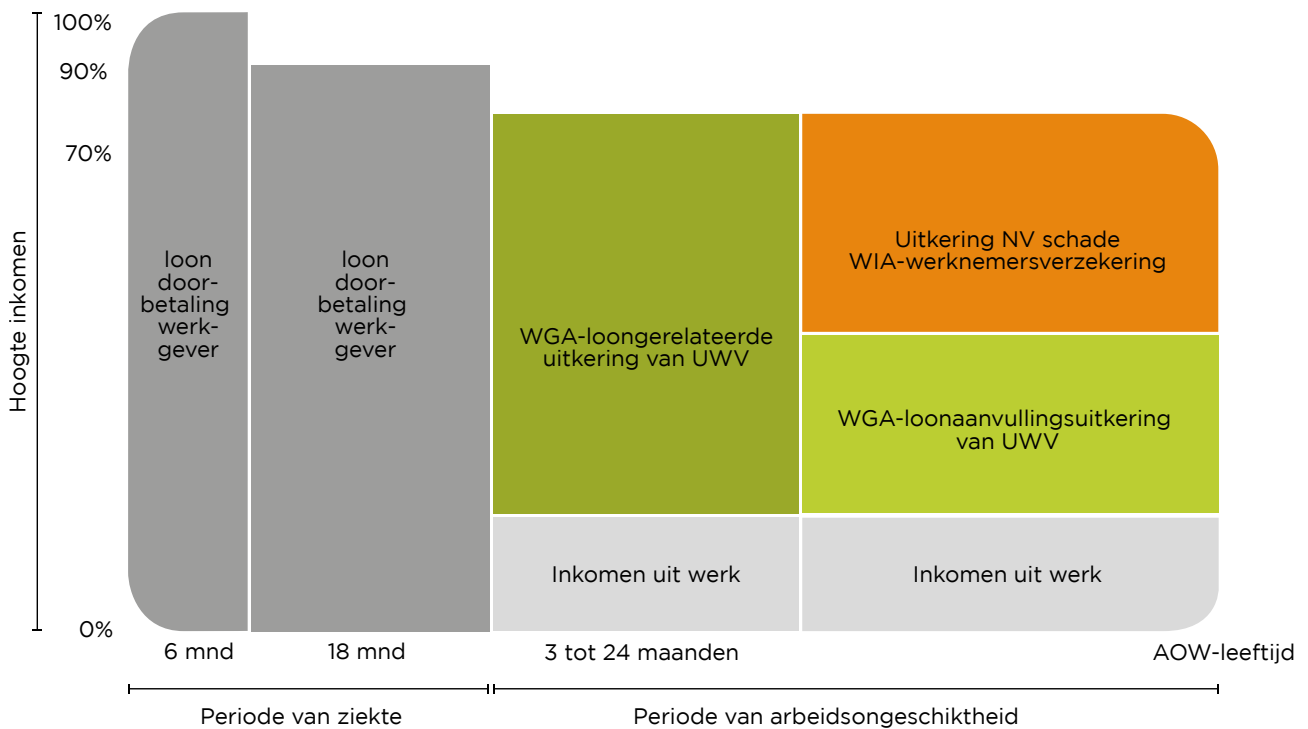 Hoogte inkomen
100%
90%
70%
0%
loon
door-
betaling
werk-
gever
loon
door-
betaling
werk-
gever
WGA-loongerelateerde
uitkering van UWV
Inkomen uit werk
Uitkering NV schade
WIA-werknemersverzekering
WGA-loonaanvullingsuitkering
van UWV
Inkomen uit werk
6 mnd
18 mnd
3 tot 24 maanden
AOW-leeftijd
Periode van ziekte
Periode van arbeidsongeschiktheid